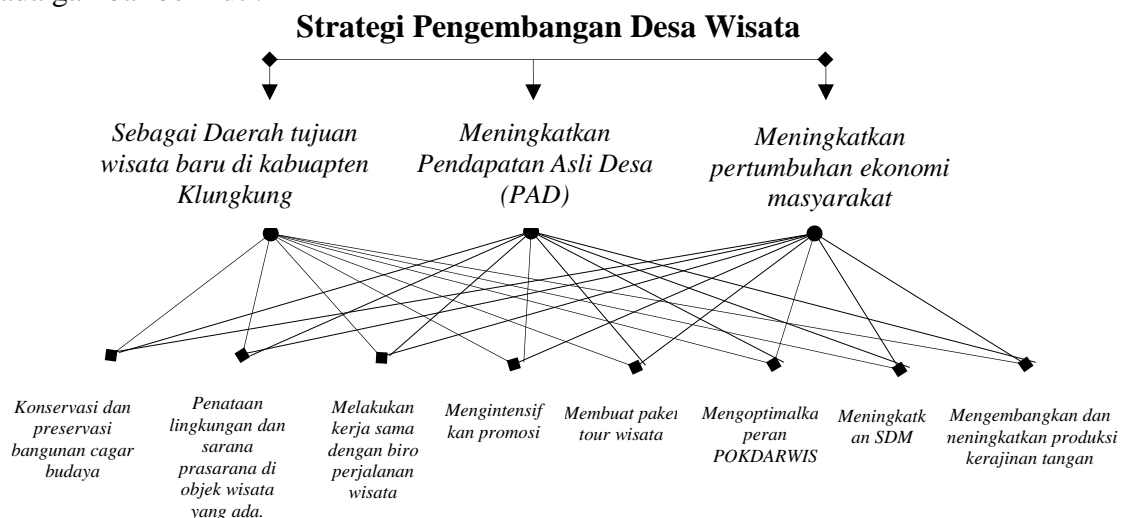 Strategi Pengembangan Desa Wisata
Sebagai Daerah tujuan
wisata baru di kabuapten
Klungkung
Meningkatkan
Pendapatan Asli Desa
(PAD)
Meningkatkan
pertumbuhan ekonomi
masyarakat
Konservasi dan
preservasi
bangunan cagar
budaya
Penataan
lingkungan dan
sarana
prasarana di
objek wisata
yang ada.
Melakukan
kerja sama
dengan biro
perjalanan
wisata
Mengintensif
kan promosi
Membuat paket
tour wisata
Mengoptimalka
peran
POKDARWIS
Meningkatk
an SDM
Mengembangkan dan
neningkatkan produksi
kerajinan tangan